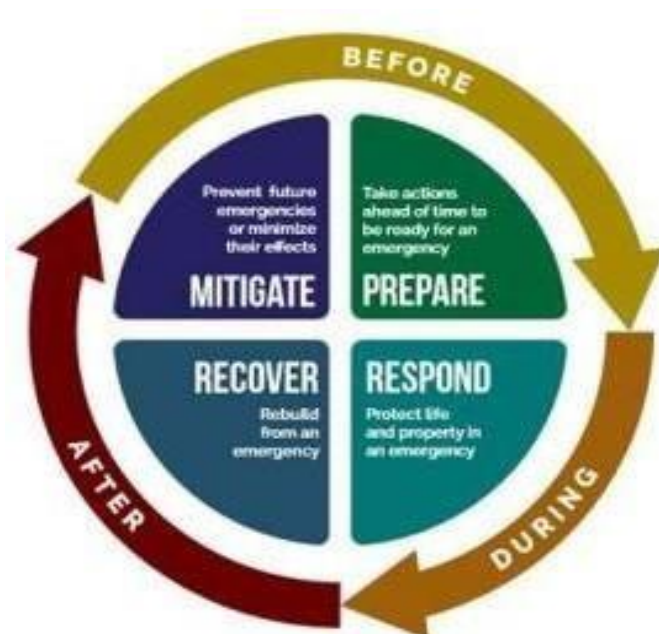 BEFORE
Prevent future
emergencies
or minimize
their effects
MITIGATE
Take actions
ahead of time to
be ready for an
emergency
PREPARE
RECOVER
Rebuild
from an
emergency
RESPOND
Protect life
and property in
an emergency
AFTER
DURING